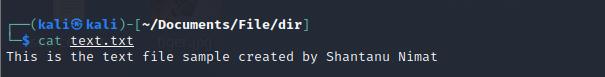 ┌──(kali㉿kali)-[~/Documents/File/dir]
└─$ cat text.txt
This is the text file sample created by Shantanu Nimat